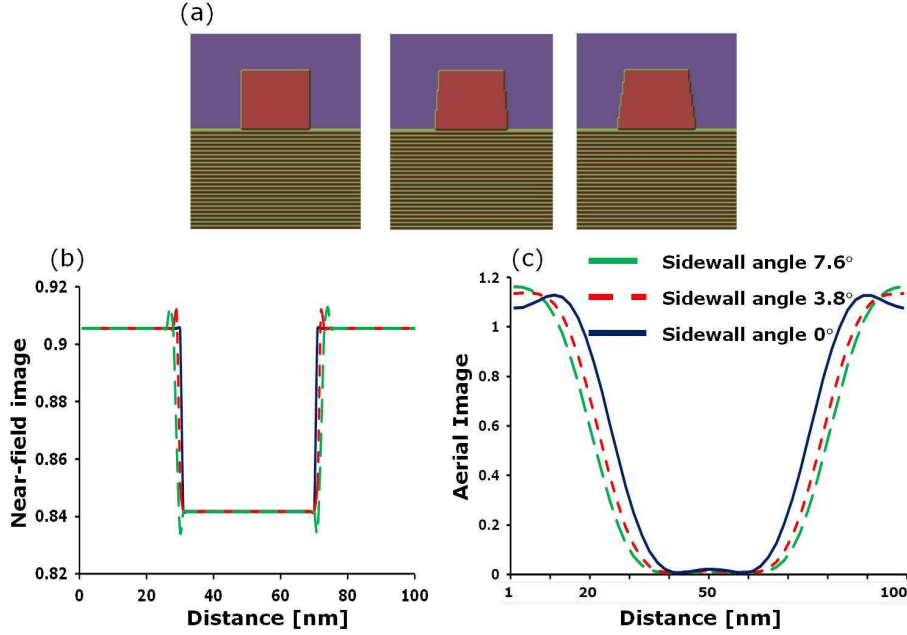 (a)
(b)
0.92
0.9
0.88
0.86
0.84
0.82
0 20 40 60 80 100
Near-field image
Distance [nm]
(c)
Sidewall angle 7.6°
Sidewall angle 3.8°
Sidewall angle 0°
1.2
1
0.8
0.6
0.4
0.2
0
1 20 50 80 100
Aerial Image
Distance [nm]